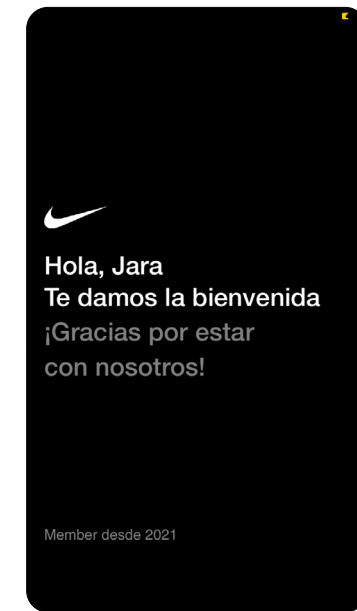 Hola, Jara
Te damos la bienvenida
¡Gracias por estar
con nosotros!
Member desde 2021